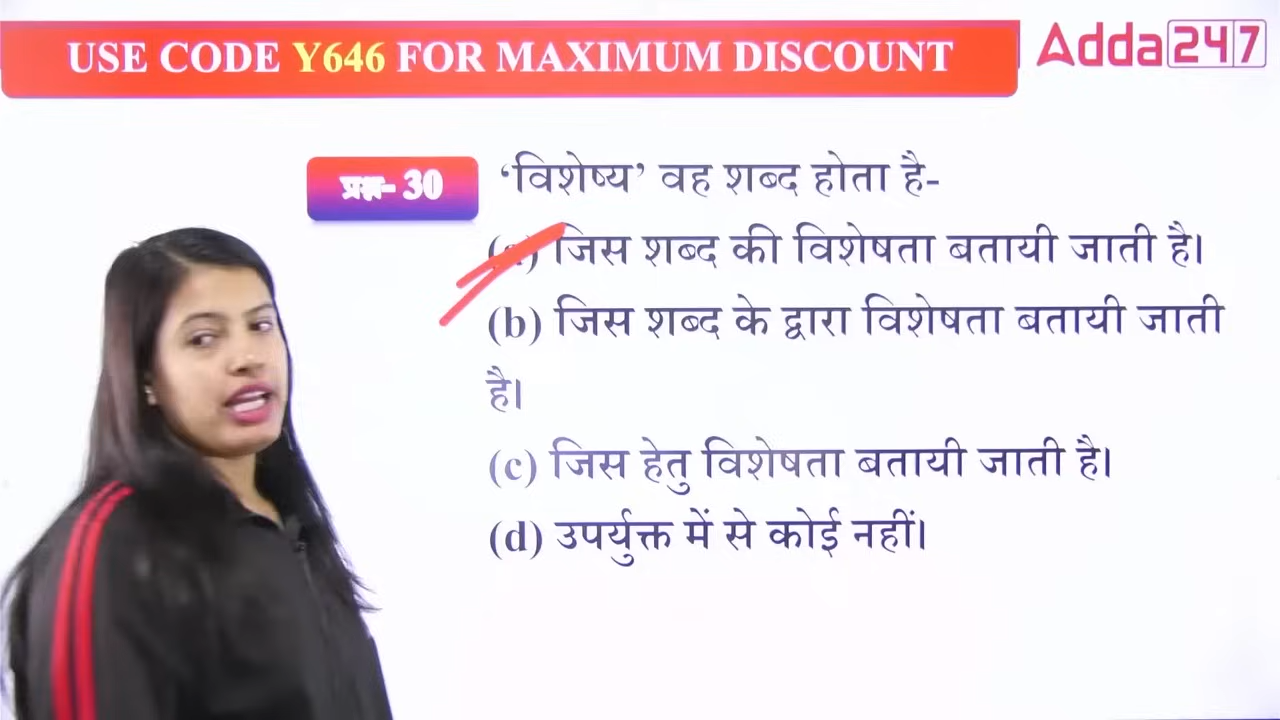 USE CODE Y646 FOR MAXIMUM DISCOUNT
Adda247
प्रश्न- 30
‘विशेष्य’ वह शब्द होता है-
(a) जिस शब्द की विशेषता बतायी जाती है।
(b) जिस शब्द के द्वारा विशेषता बतायी जाती
है।
(c) जिस हेतु विशेषता बतायी जाती है।
(d) उपर्युक्त में से कोई नहीं।